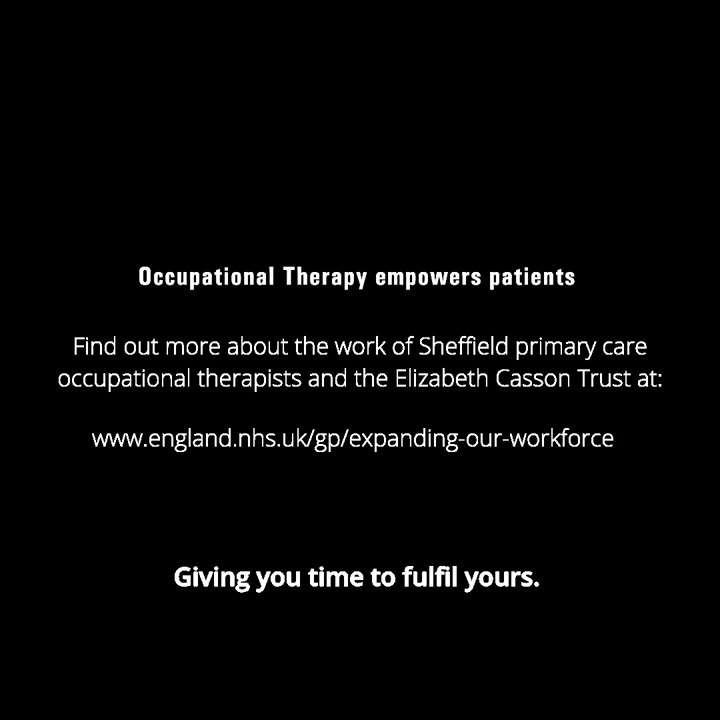 Occupational Therapy empowers patients
Find out more about the work of Sheffield primary care
occupational therapists and the Elizabeth Casson Trust at:
www.england.nhs.uk/gp/expanding-our-workforce
Giving you time to fulfil yours.